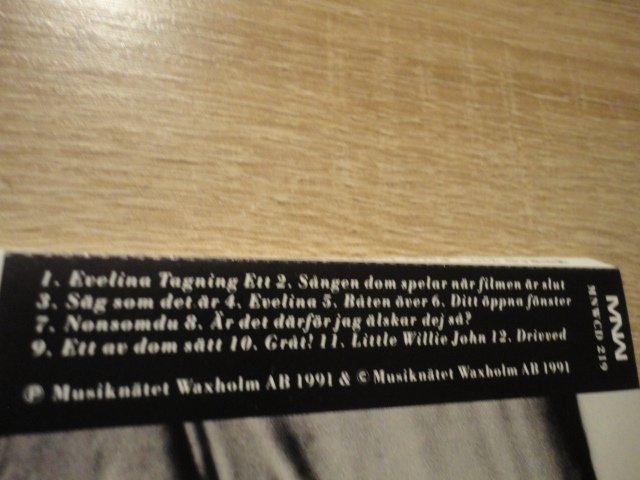 1. Evelina Tagning Ett 2. Sången dom spelar när filmen är slut
3. Säg som det är 4. Evelina 5. Båten över 6. Ditt öppna fönster
7. Nonsomdu 8. Är det därför jag älskar dej så?
9. Ett av dom sätt 10. Gråt! 11. Little Willie John 12. Drivved
℗ Musiknätet Waxholm AB 1991 & © Musiknätet Waxholm AB 1991
MNW
MNWCD 219